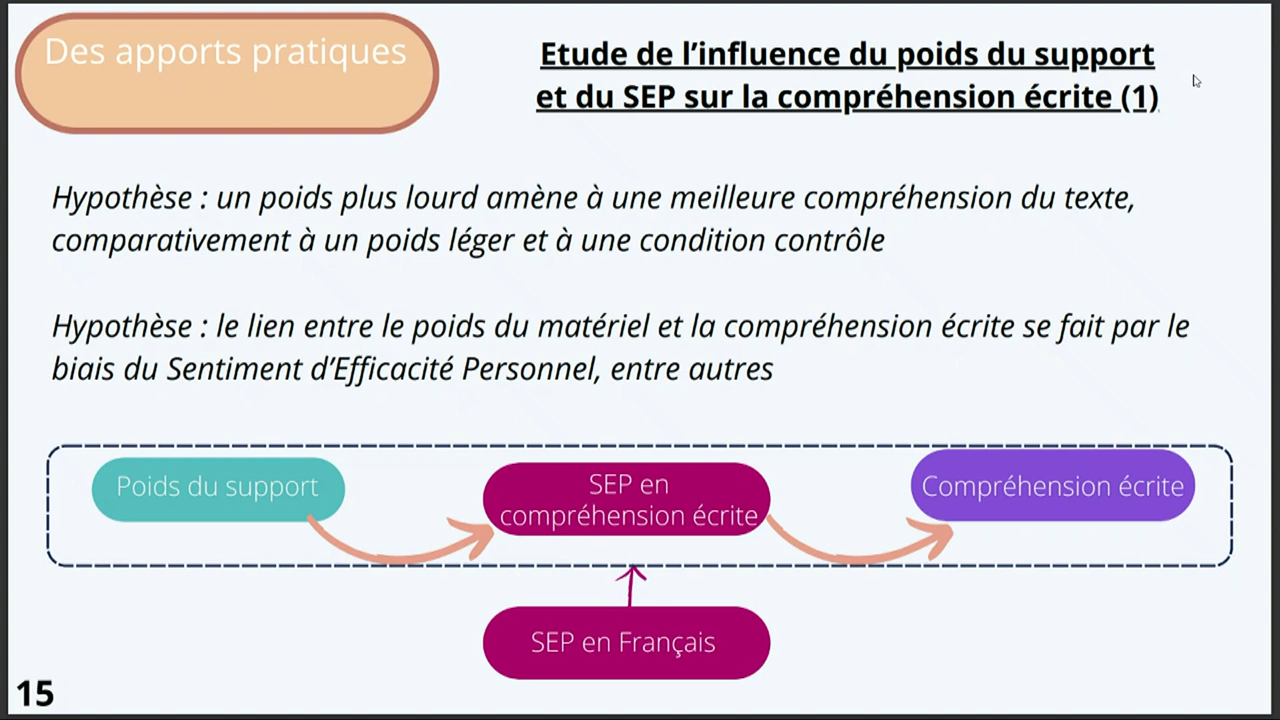 Des apports pratiques
Etude de l’influence du poids du support
et du SEP sur la compréhension écrite (1)
Hypothèse : un poids plus lourd amène à une meilleure compréhension du texte,
comparativement à un poids léger et à une condition contrôle
Hypothèse : le lien entre le poids du matériel et la compréhension écrite se fait par le
biais du Sentiment d’Efficacité Personnel, entre autres
Poids du support
SEP en
compréhension écrite
Compréhension écrite
SEP en Français
15